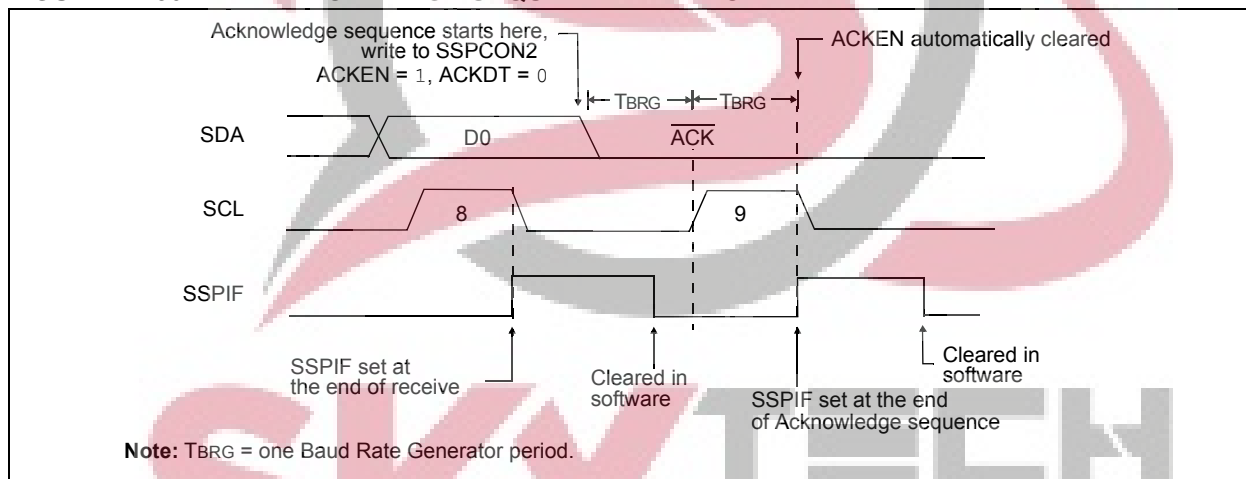 Acknowledge sequence starts here,
write to SSPCON2
ACKEN = 1, ACKDT = 0
ACKEN automatically cleared
TBRG
TBRG
SDA
D0
ACK
SCL
8
9
SSPIF
SSPIF set at
the end of receive
Cleared in
software
SSPIF set at the end
of Acknowledge sequence
Cleared in
software
Note: TBRG = one Baud Rate Generator period.
SKYTECH